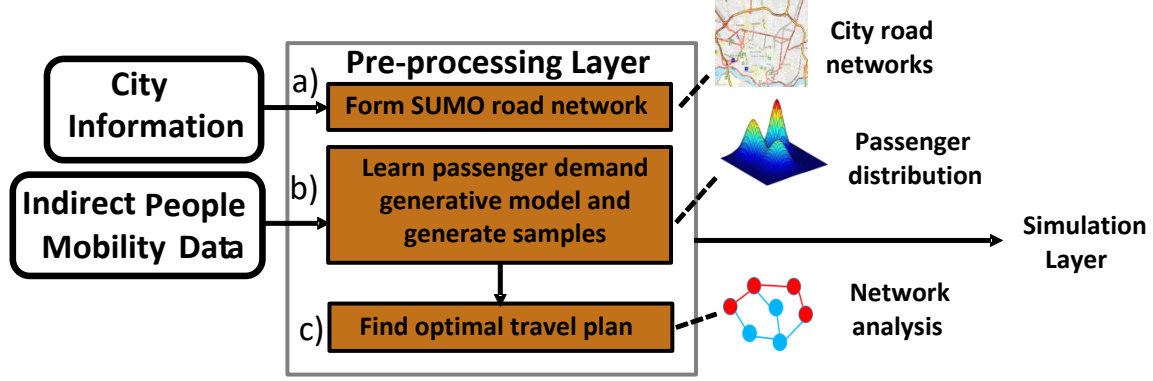 City
Information
Indirect People
Mobility Data
Pre-processing Layer
a)
Form SUMO road network
b)
Learn passenger demand
generative model and
generate samples
c)
Find optimal travel plan
City road
networks
Passenger
distribution
Network
analysis
Simulation
Layer